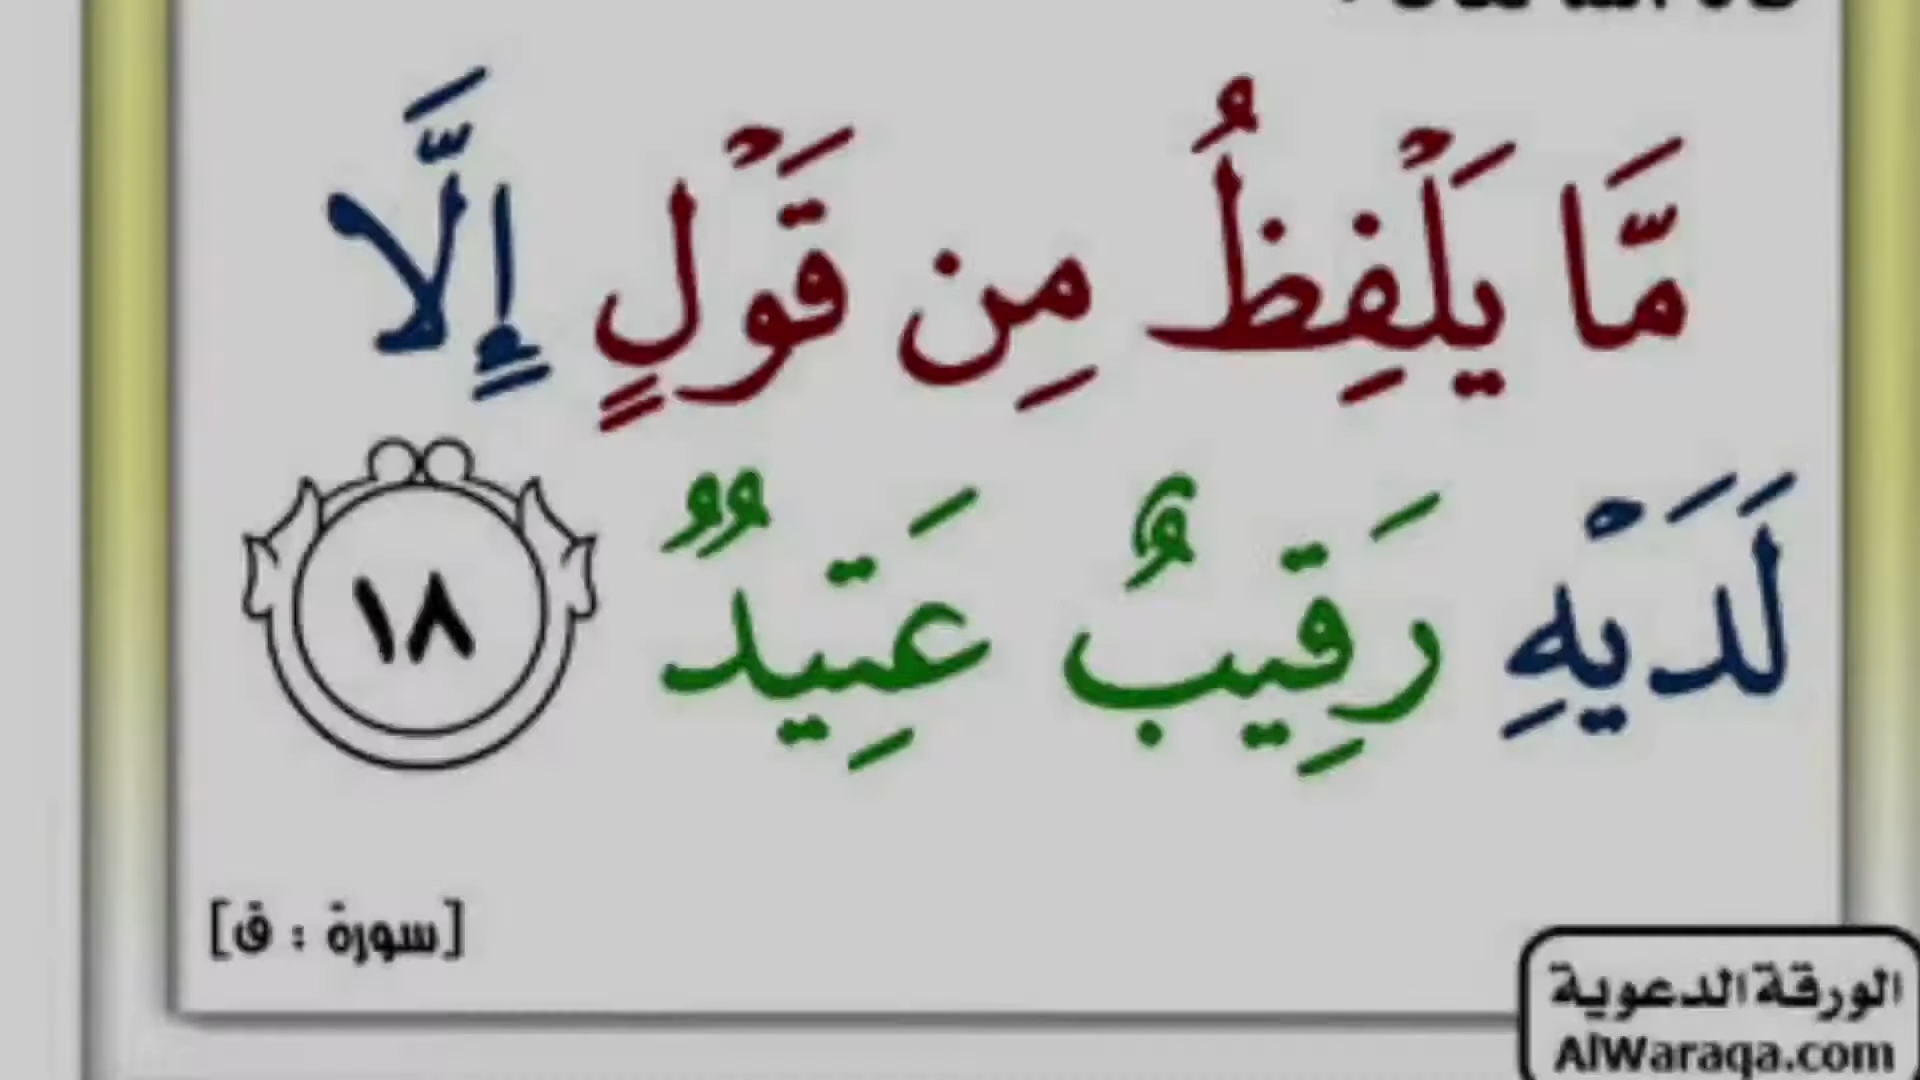 مَّا يَلْفِظُ مِن قَوْلٍ إِلَّا
لَدَيْهِ رَقِيبٌ عَتِيدٌ ١٨
[سورة : ق]
الورقة الدعوية
AlWaraqa.com